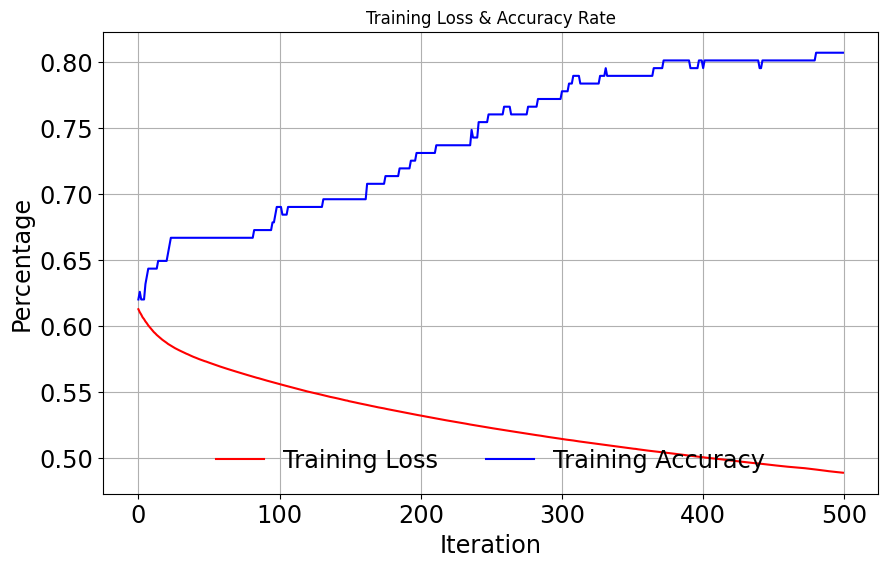 Training Loss & Accuracy Rate
0.80
0.75
0.70
0.65
0.60
0.55
0.50
Percentage
Training Loss Training Accuracy
0 100 200 300 400 500
Iteration